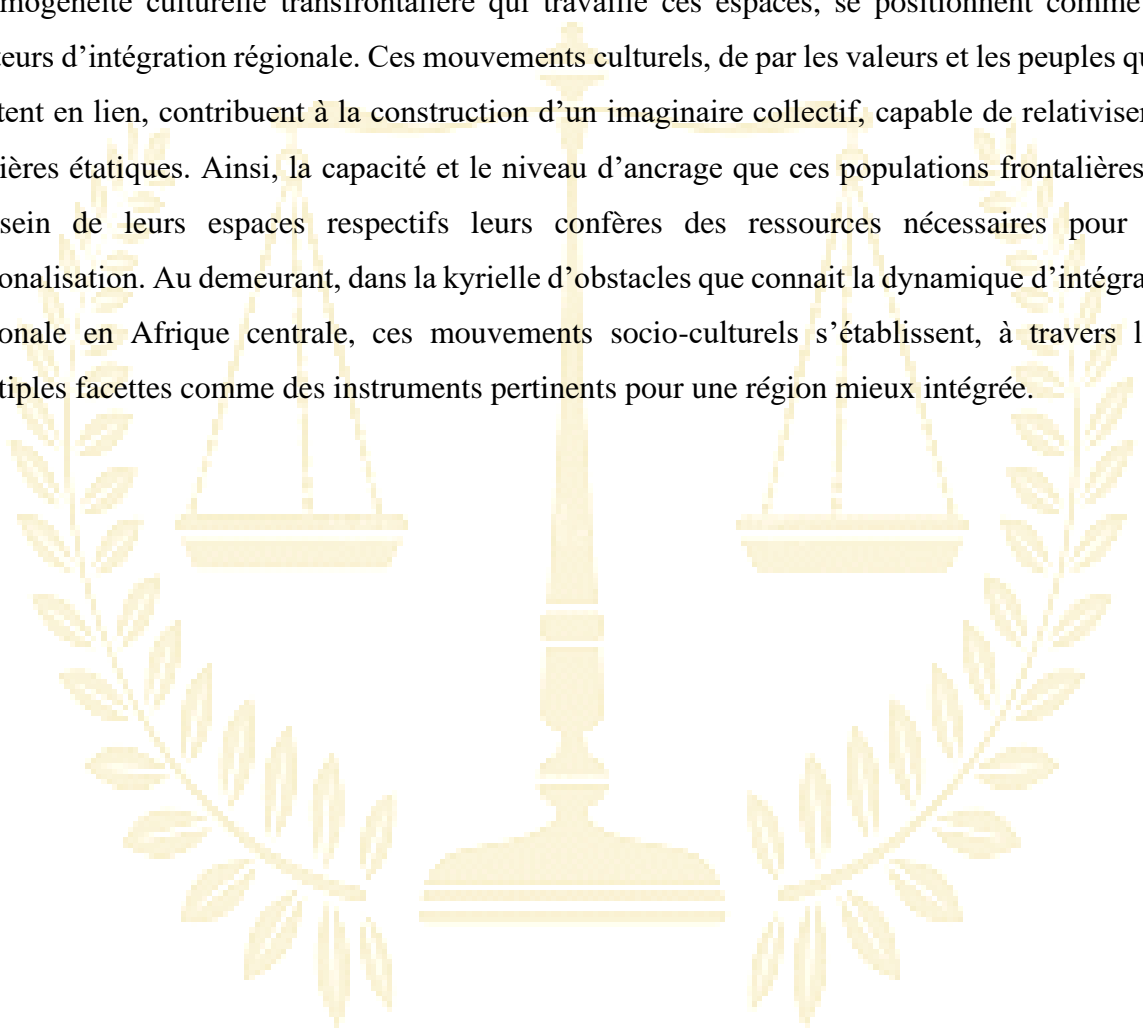 mogénéité culturelle transfrontalière qui travaille ces espaces, se positionnent comme
teurs d’intégration régionale. Ces mouvements culturels, de par les valeurs et les peuples qu
tent en lien, contribuent à la construction d’un imaginaire collectif, capable de relativiser
ières étatiques. Ainsi, la capacité et le niveau d’ancrage que ces populations frontalières
sein de leurs espaces respectifs leurs confères des ressources nécessaires pour
onalisation. Au demeurant, dans la kyrielle d’obstacles que connait la dynamique d’intégra
onale en Afrique centrale, ces mouvements socio-culturels s’établissent, à travers l
tiples facettes comme des instruments pertinents pour une région mieux intégrée.